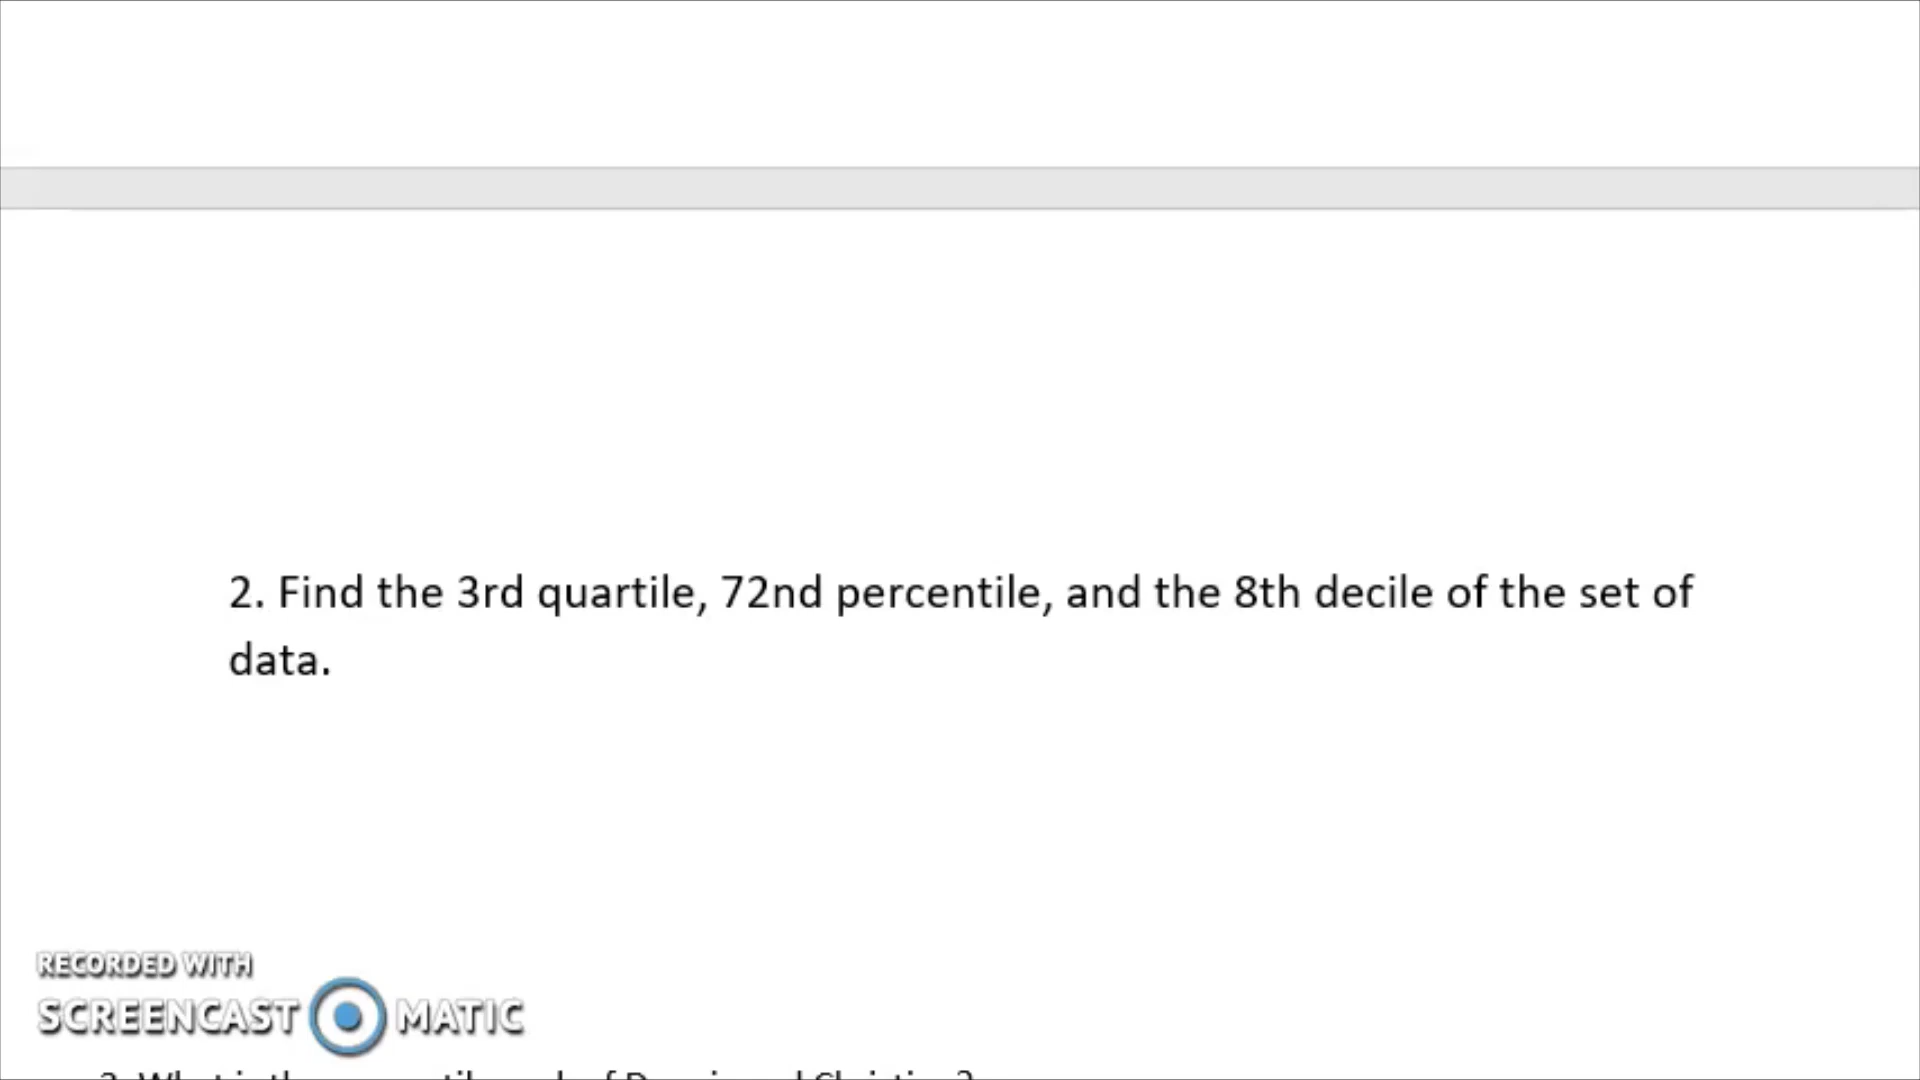 2. Find the 3rd quartile, 72nd percentile, and the 8th decile of the set of
data.
RECORDED WITH
SCREENCAST MATIC